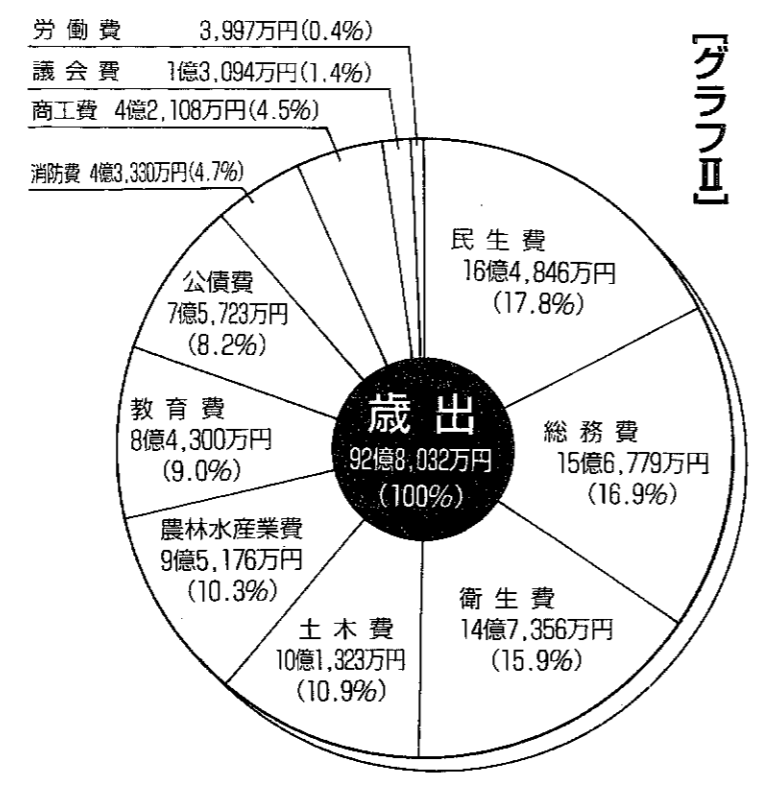 [グラフⅡ]
労働費 3,997万円(0.4%)
議会費 1億3,094万円(1.4%)
商工費 4億2,108万円(4.5%)
消防費 4億3,330万円(4.7%)
民生費
16億4,846万円
(17.8%)
総務費
15億6,779万円
(16.9%)
衛生費
14億7,356万円
(15.9%)
土木費
10億1,323万円
(10.9%)
農林水産業費
9億5,176万円
(10.3%)
教育費
8億4,300万円
(9.0%)
公債費
7億5,723万円
(8.2%)
歳出
92億8,032万円
(100%)